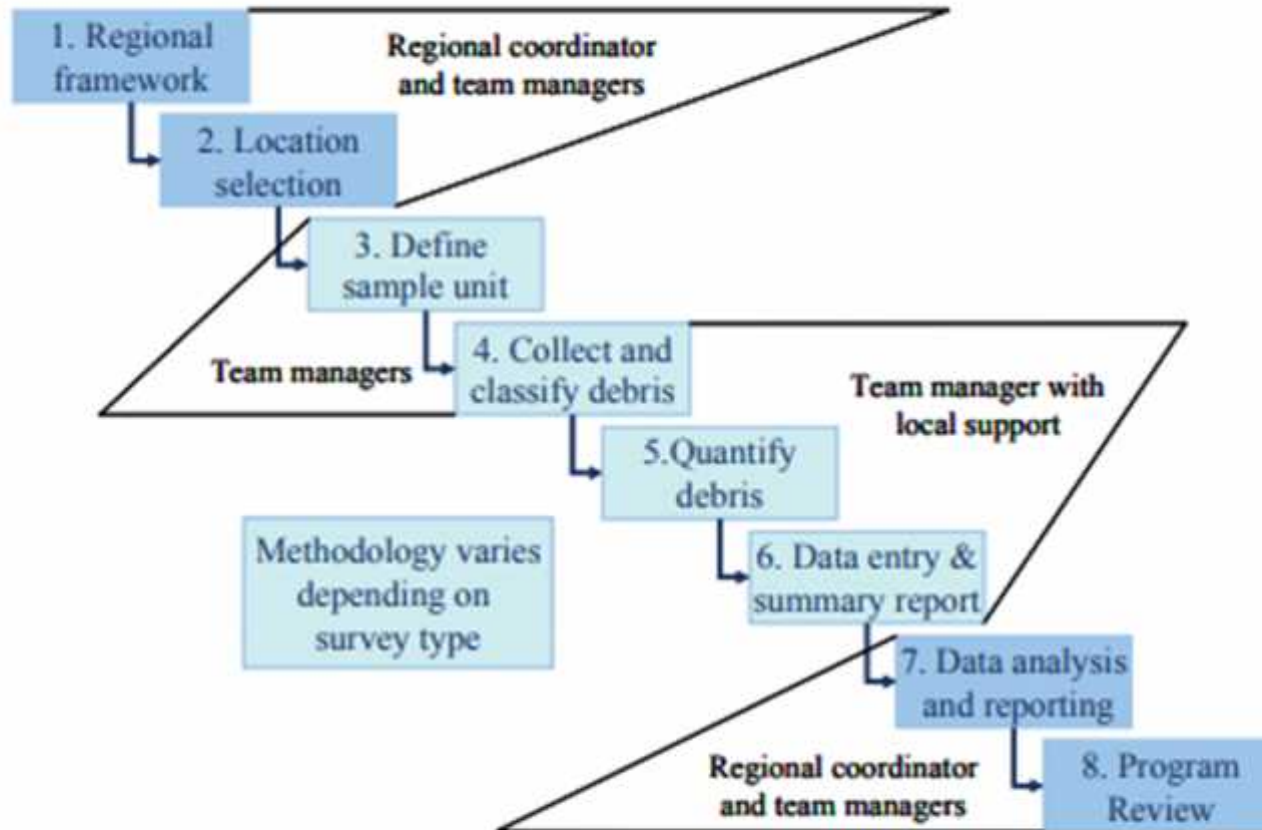 1. Regional
framework
Regional coordinator
and team managers
2. Location
selection
3. Define
sample unit
Team managers
4. Collect and
classify debris
Team manager with
local support
5.Quantify
debris
Methodology varies
depending on
survey type
6. Data entry &
summary report
7. Data analysis
and reporting
Regional coordinator
and team managers
8. Program
Review